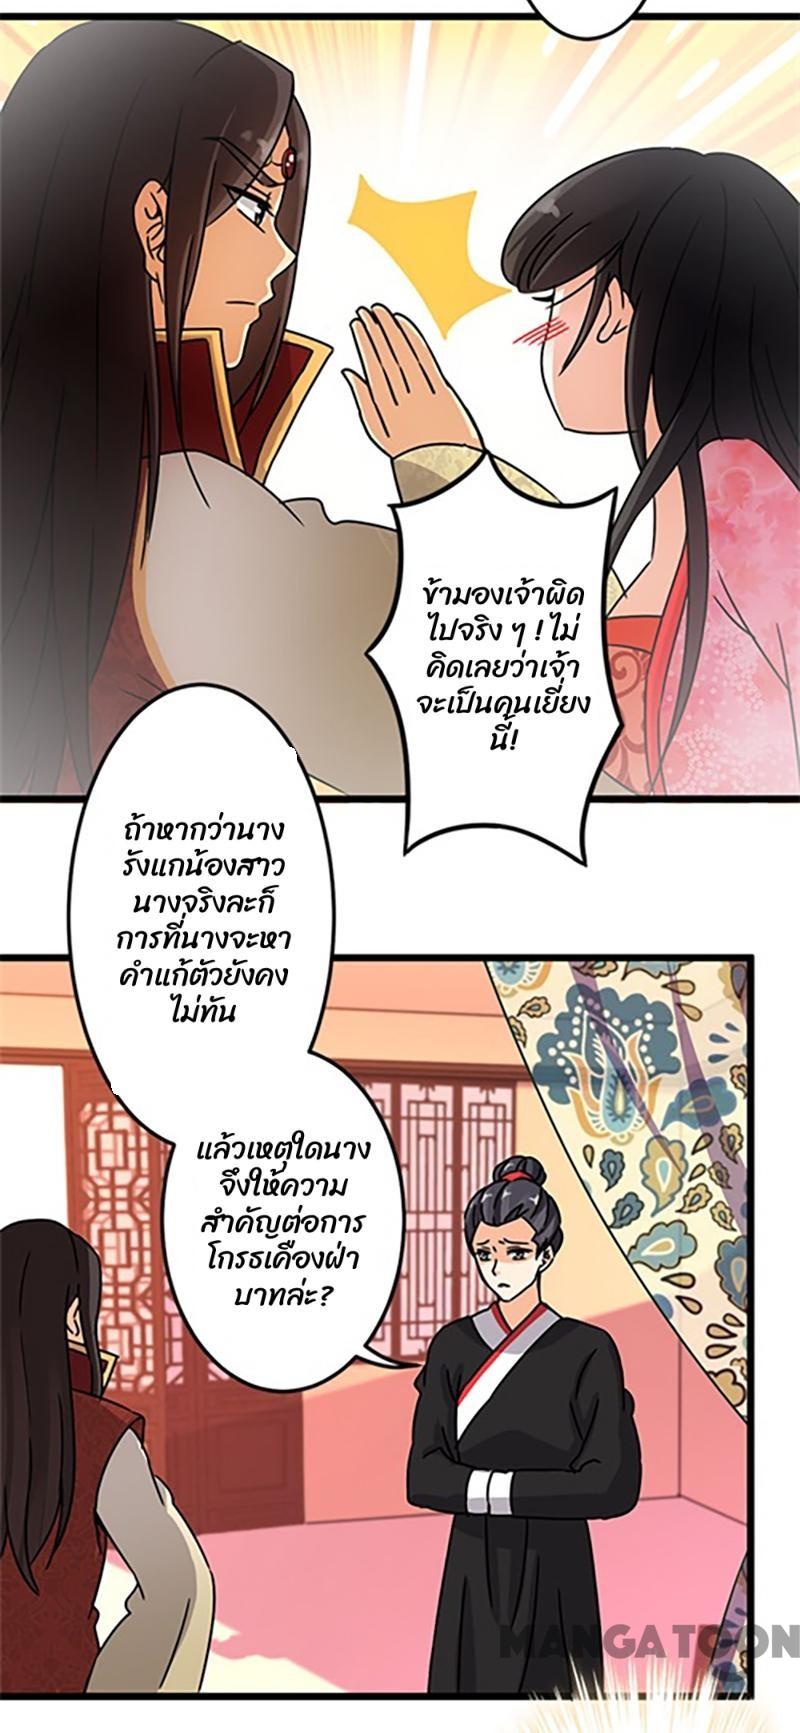 ข้ามองเจ้าผิด
ไปจริง ๆ ! ไม่
คิดเลยว่าเจ้า
จะเป็นคนเยี่ยง
นี้!
ถ้าหากว่านาง
รังแกน้องสาว
นางจริงละก็
การที่นางจะหา
คำแก้ตัวยังคง
ไม่ทัน
แล้วเหตุใดนาง
จึงให้ความ
สำคัญต่อการ
โกรธเคืองฝ่า
บาทล่ะ?
MANGATOON